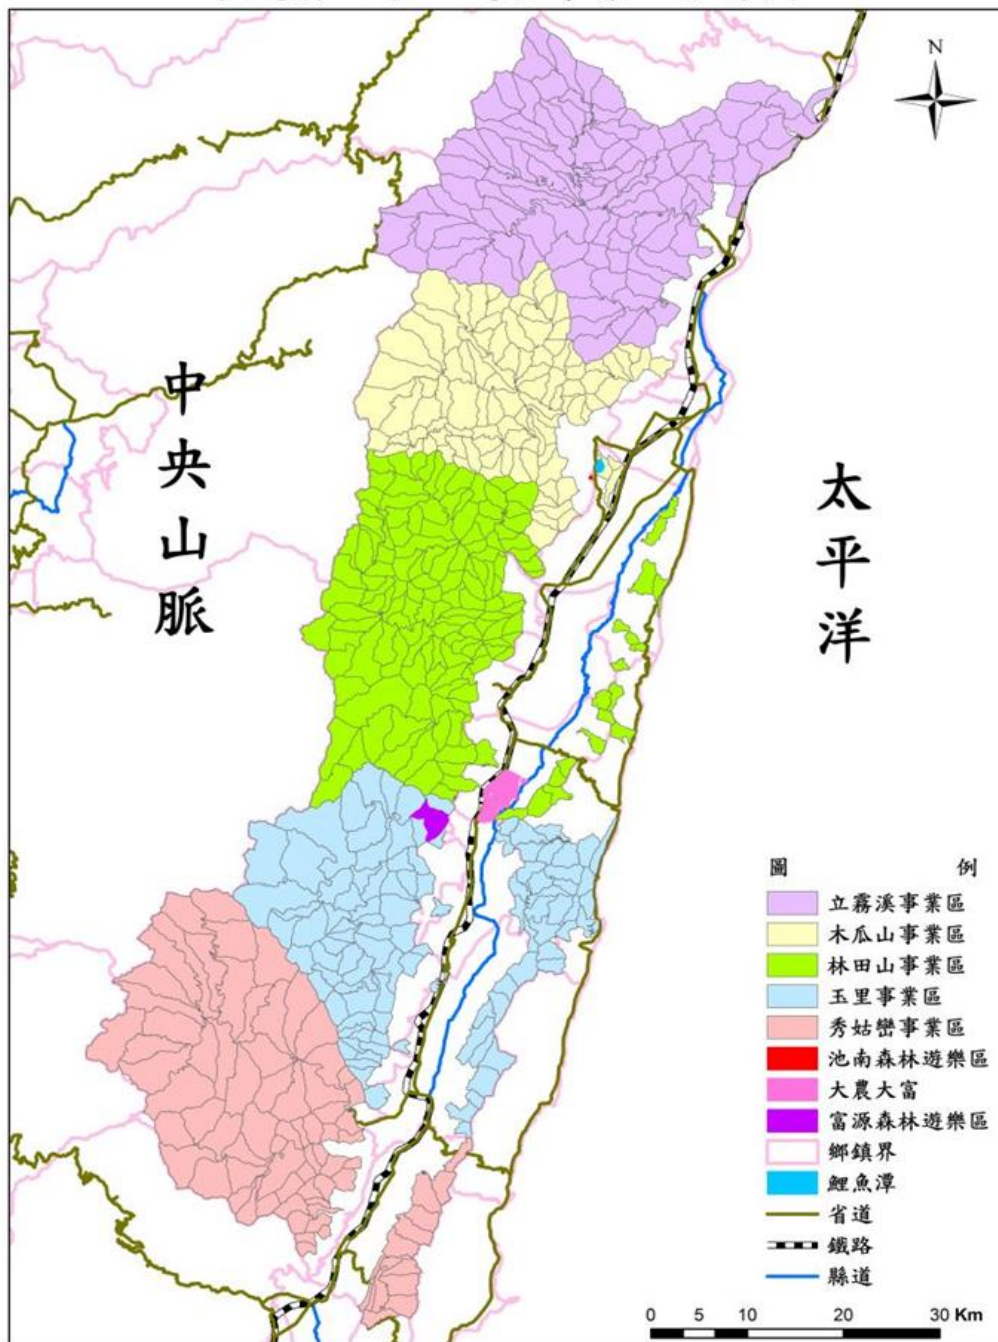 N
中央山脈
太平洋
圖 例
立霧溪事業區
木瓜山事業區
林田山事業區
玉里事業區
秀姑巒事業區
池南森林遊樂區
大農大富
富源森林遊樂區
鄉鎮界
鯉魚潭
省道
鐵路
縣道
0 5 10 20 30 Km